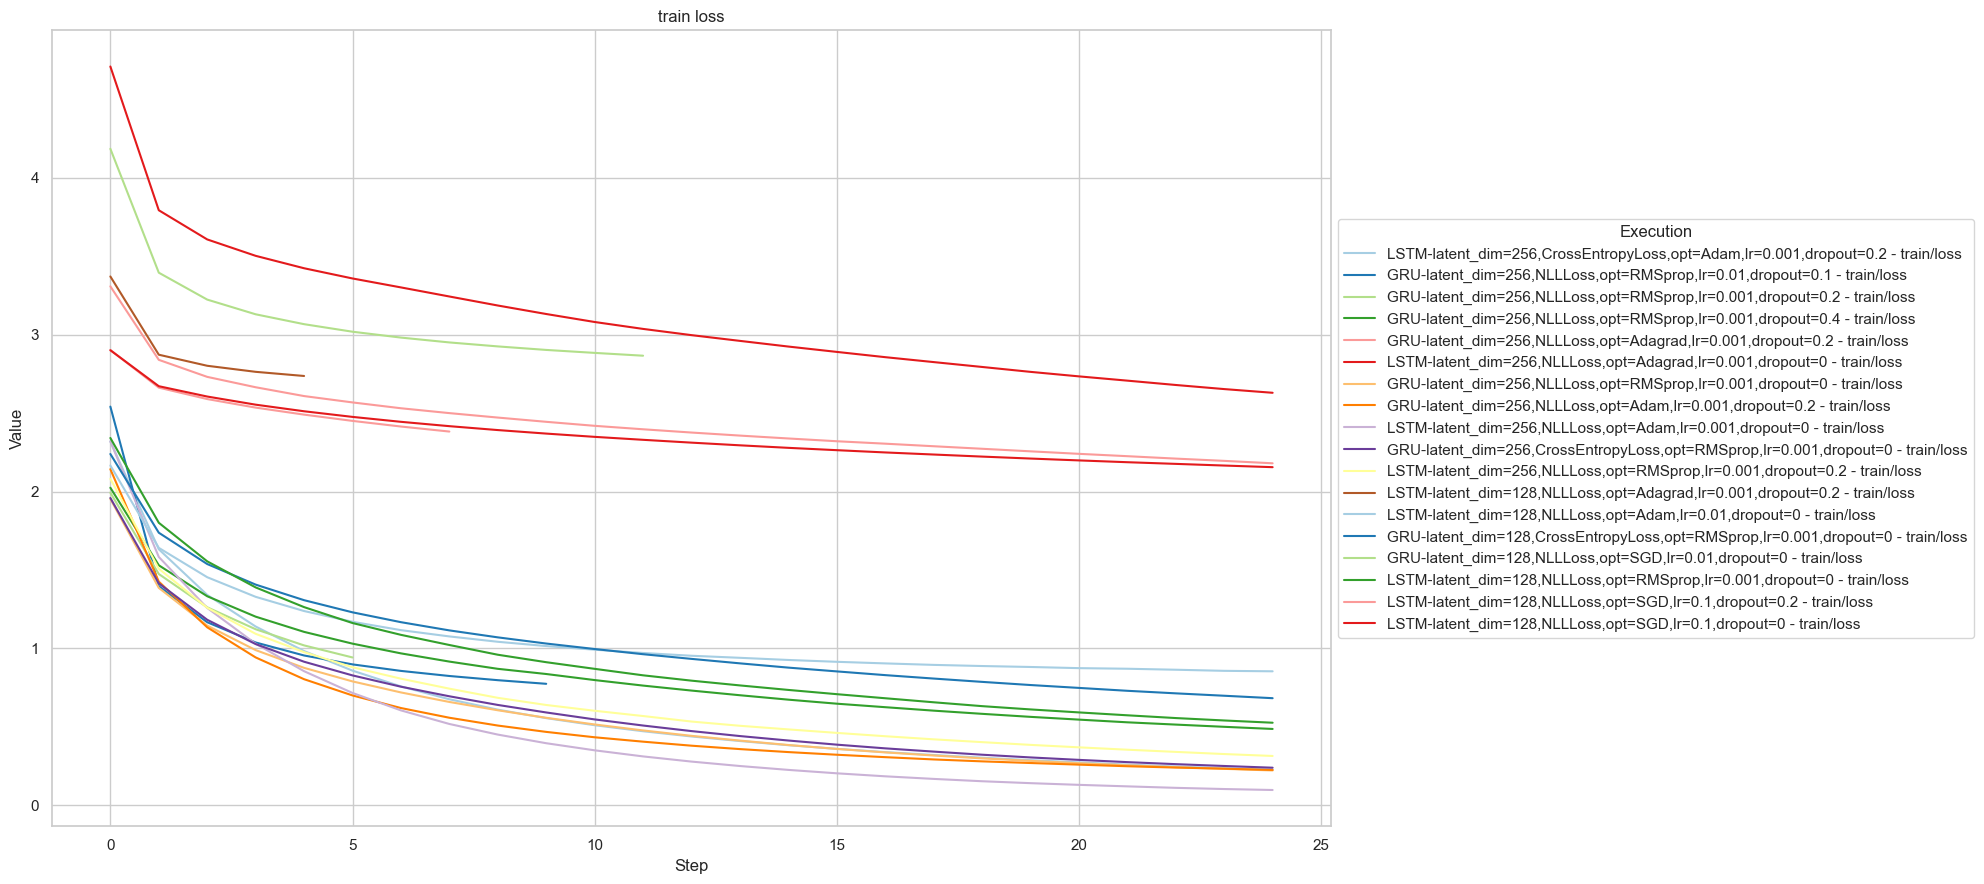 train loss
Value
4
3
2
1
0
0
5
10
15
20
25
Step
Execution
LSTM-latent_dim=256,CrossEntropyLoss,opt=Adam,lr=0.001,dropout=0.2 - train/loss
GRU-latent_dim=256,NLLLoss,opt=RMSprop,lr=0.01,dropout=0.1 - train/loss
GRU-latent_dim=256,NLLLoss,opt=RMSprop,lr=0.001,dropout=0.2 - train/loss
GRU-latent_dim=256,NLLLoss,opt=RMSprop,lr=0.001,dropout=0.4 - train/loss
GRU-latent_dim=256,NLLLoss,opt=Adagrad,lr=0.001,dropout=0.2 - train/loss
LSTM-latent_dim=256,NLLLoss,opt=Adagrad,lr=0.001,dropout=0 - train/loss
GRU-latent_dim=256,NLLLoss,opt=RMSprop,lr=0.001,dropout=0 - train/loss
GRU-latent_dim=256,NLLLoss,opt=Adam,lr=0.001,dropout=0.2 - train/loss
LSTM-latent_dim=256,NLLLoss,opt=Adam,lr=0.001,dropout=0 - train/loss
GRU-latent_dim=256,CrossEntropyLoss,opt=RMSprop,lr=0.001,dropout=0 - train/loss
LSTM-latent_dim=256,NLLLoss,opt=RMSprop,lr=0.001,dropout=0.2 - train/loss
LSTM-latent_dim=128,NLLLoss,opt=Adagrad,lr=0.001,dropout=0.2 - train/loss
LSTM-latent_dim=128,NLLLoss,opt=Adam,lr=0.01,dropout=0 - train/loss
GRU-latent_dim=128,CrossEntropyLoss,opt=RMSprop,lr=0.001,dropout=0 - train/loss
GRU-latent_dim=128,NLLLoss,opt=SGD,lr=0.01,dropout=0 - train/loss
LSTM-latent_dim=128,NLLLoss,opt=RMSprop,lr=0.001,dropout=0 - train/loss
LSTM-latent_dim=128,NLLLoss,opt=SGD,lr=0.1,dropout=0.2 - train/loss
LSTM-latent_dim=128,NLLLoss,opt=SGD,lr=0.1,dropout=0 - train/loss